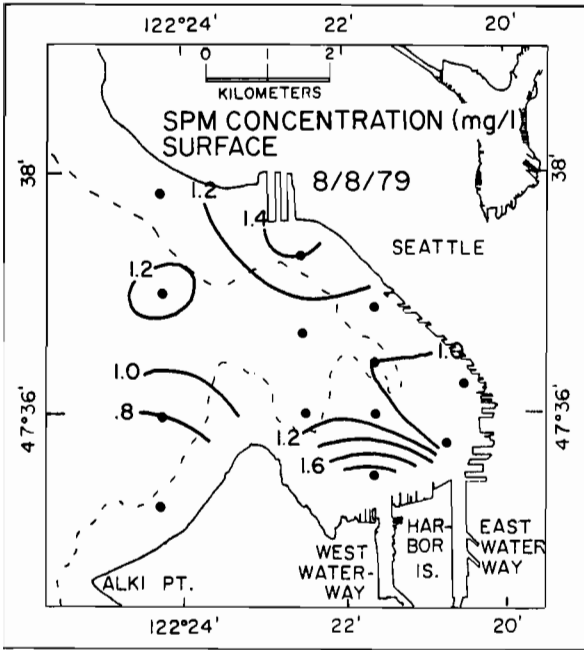 122°24' 22' 20'
0 1 2
KILOMETERS
SPM CONCENTRATION (mg/l)
SURFACE
38' 38'
8/8/79
1.2
1.4
SEATTLE
1.2
1.0
1.0
.8
47°36' 47°36'
1.2
1.6
WEST
WATER-
WAY
HAR-
BOR
IS.
EAST
WATER
WAY
ALKI PT.
122°24' 22' 20'